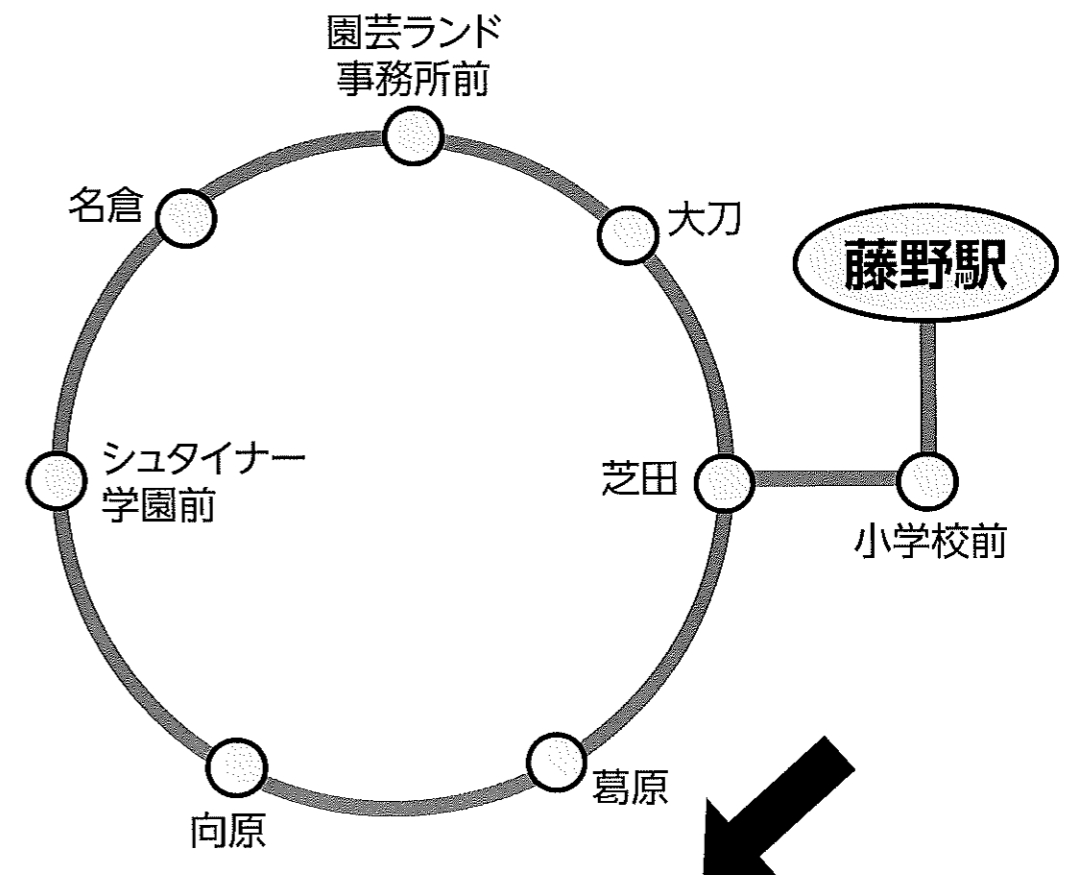 園芸ランド
事務所前
名倉
大刀
藤野駅
シュタイナー
学園前
芝田
小学校前
葛原
向原